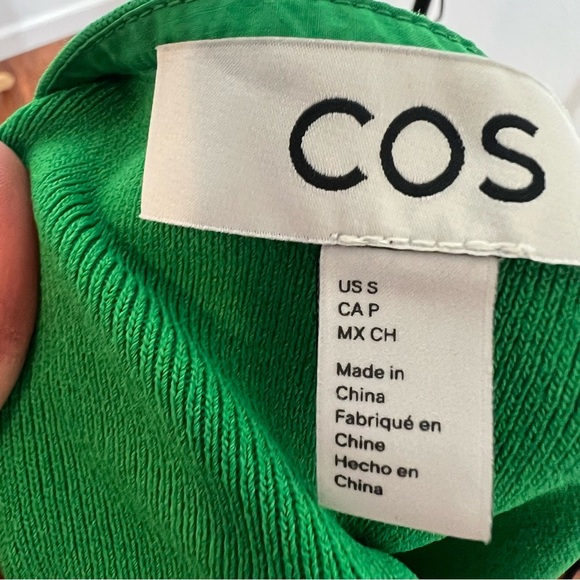 COS
US S
CA P
MX CH
Made in
China
Fabriqué en
Chine
Hecho en
China